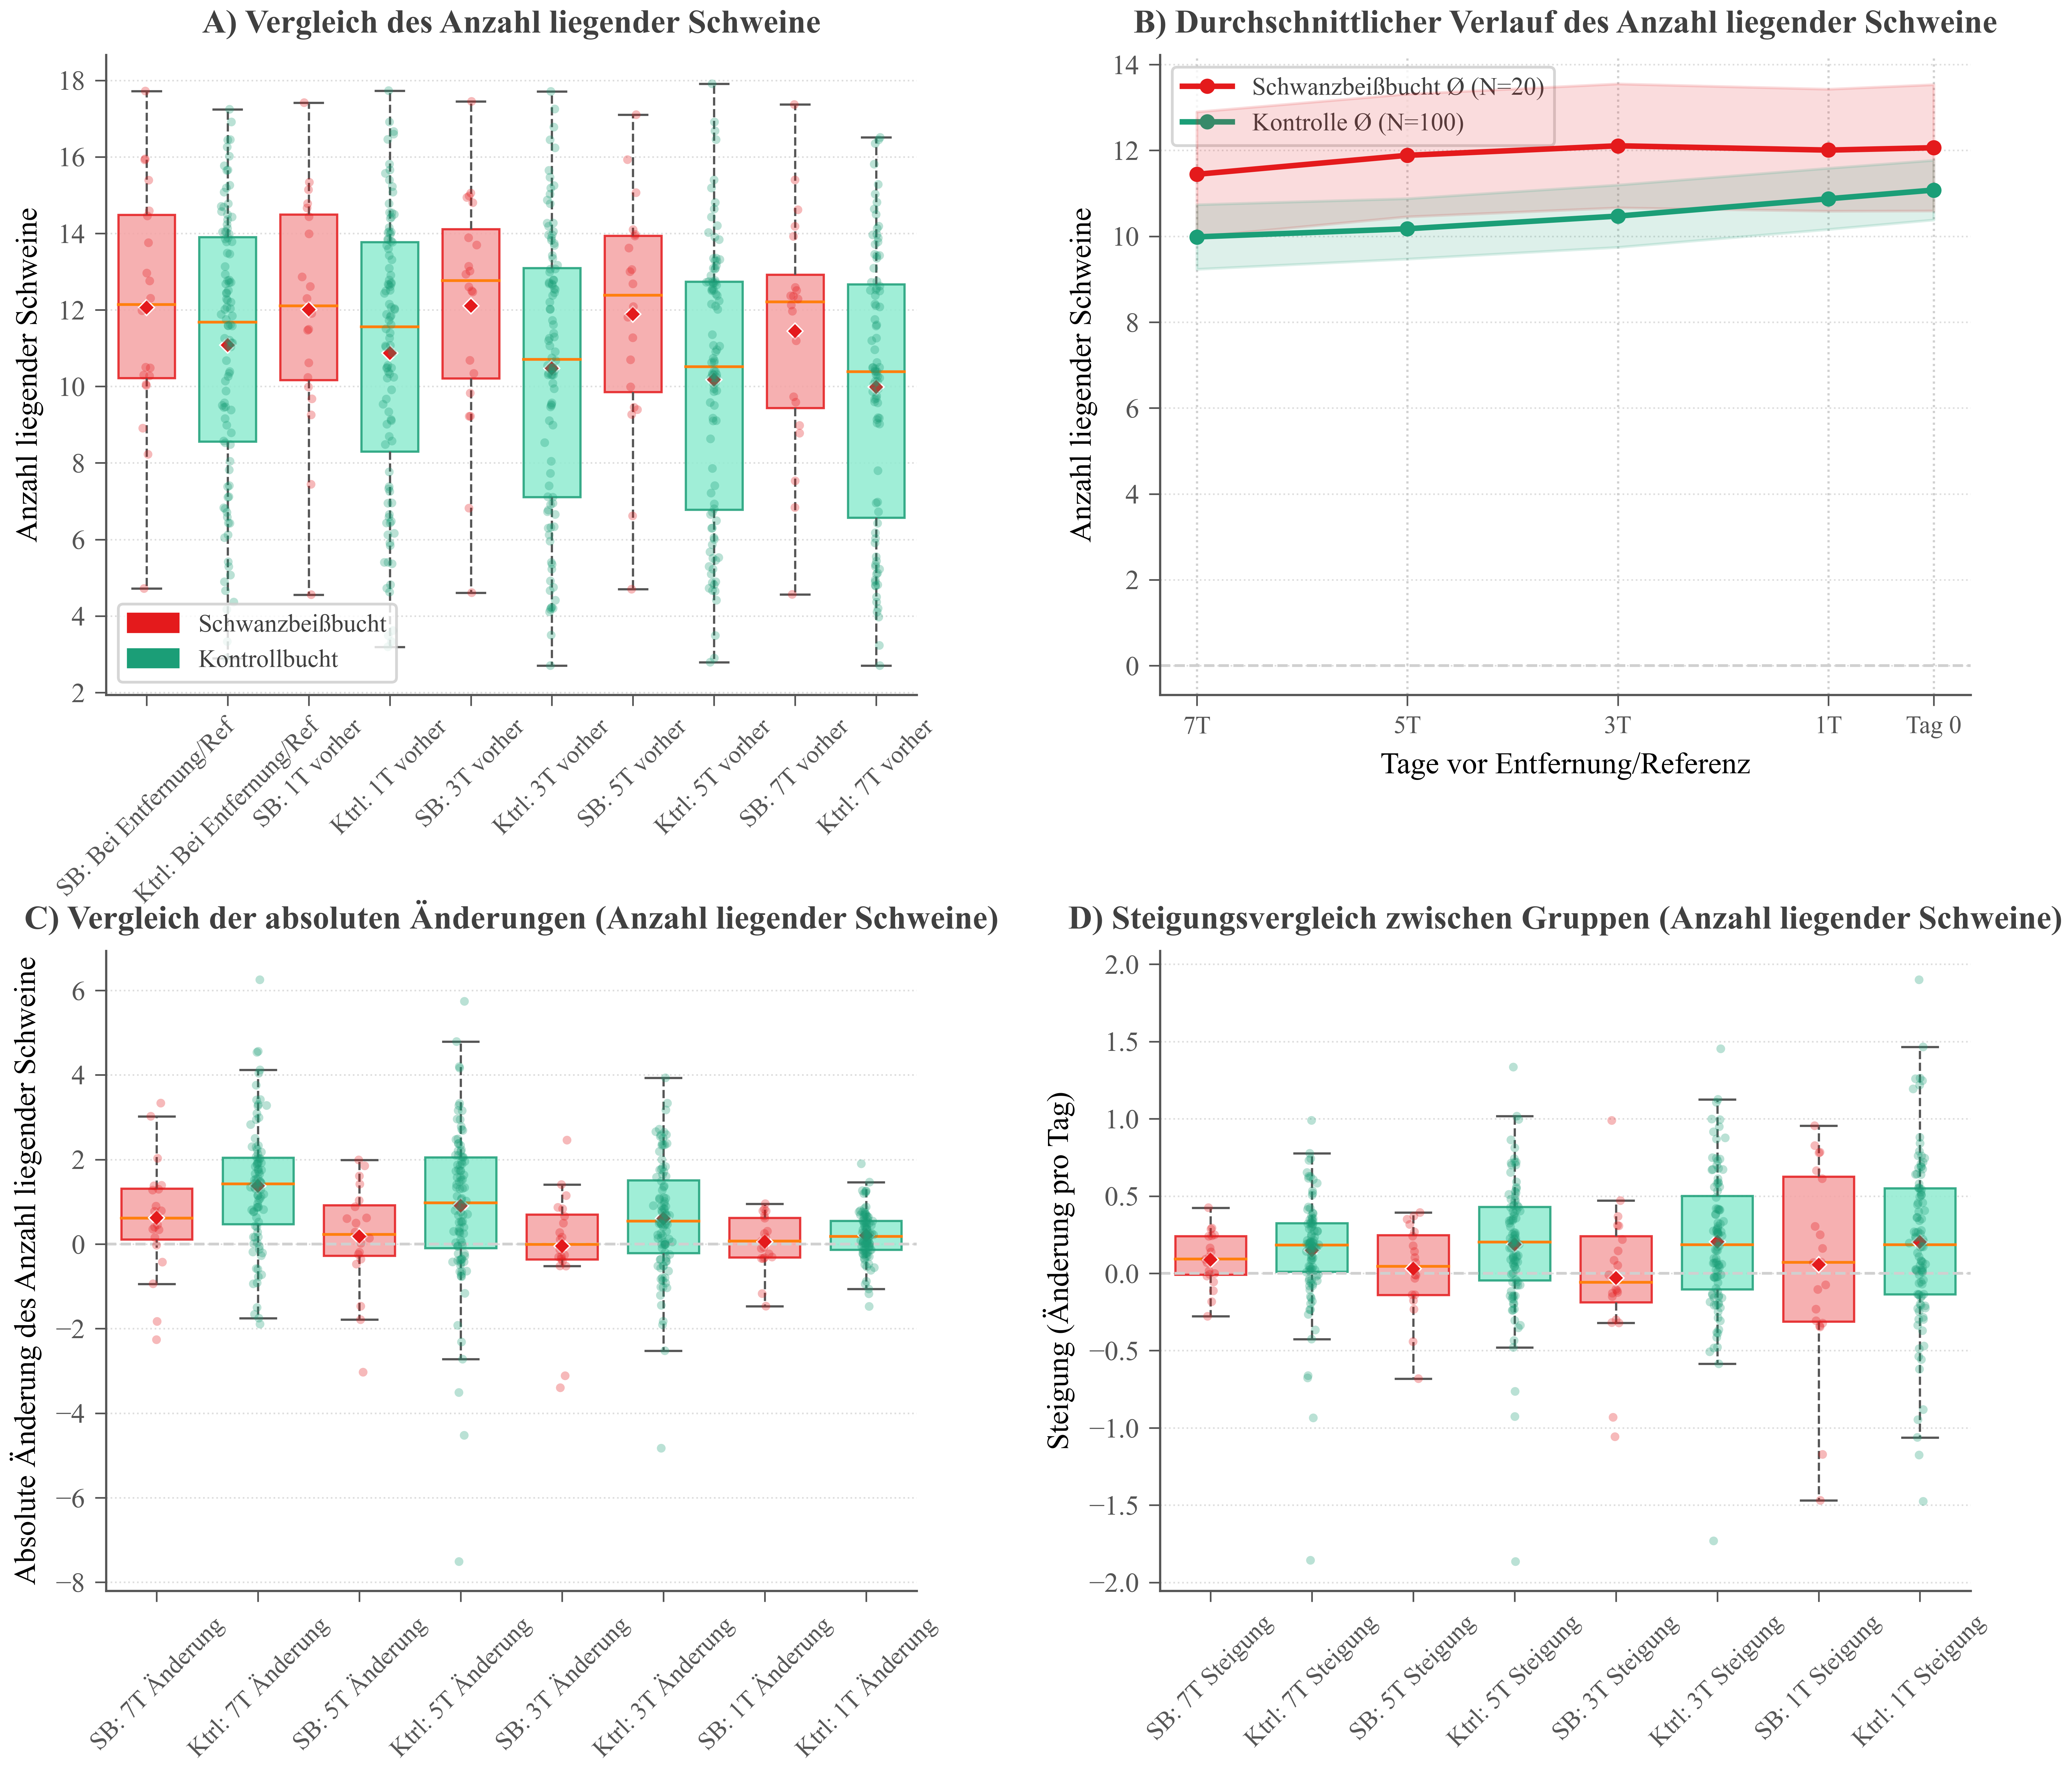 A) Vergleich des Anzahl liegender Schweine
Anzahl liegender Schweine
18
16
14
12
10
8
6
4
2
Schwanzbeißbucht
Kontrollbucht
SB: Bei Entfernung/Ref
Ktrl: Bei Entfernung/Ref
SB: 1T vorher
Ktrl: 1T vorher
SB: 3T vorher
Ktrl: 3T vorher
SB: 5T vorher
Ktrl: 5T vorher
SB: 7T vorher
Ktrl: 7T vorher
B) Durchschnittlicher Verlauf des Anzahl liegender Schweine
Anzahl liegender Schweine
14
12
10
8
6
4
2
0
Schwanzbeißbucht Ø (N=20)
Kontrolle Ø (N=100)
7T
5T
3T
1T
Tag 0
Tage vor Entfernung/Referenz
C) Vergleich der absoluten Änderungen (Anzahl liegender Schweine)
Absolute Änderung des Anzahl liegender Schweine
6
4
2
0
−2
−4
−6
−8
SB: 7T Änderung
Ktrl: 7T Änderung
SB: 5T Änderung
Ktrl: 5T Änderung
SB: 3T Änderung
Ktrl: 3T Änderung
SB: 1T Änderung
Ktrl: 1T Änderung
D) Steigungsvergleich zwischen Gruppen (Anzahl liegender Schweine)
Steigung (Änderung pro Tag)
2.0
1.5
1.0
0.5
0.0
−0.5
−1.0
−1.5
−2.0
SB: 7T Steigung
Ktrl: 7T Steigung
SB: 5T Steigung
Ktrl: 5T Steigung
SB: 3T Steigung
Ktrl: 3T Steigung
SB: 1T Steigung
Ktrl: 1T Steigung